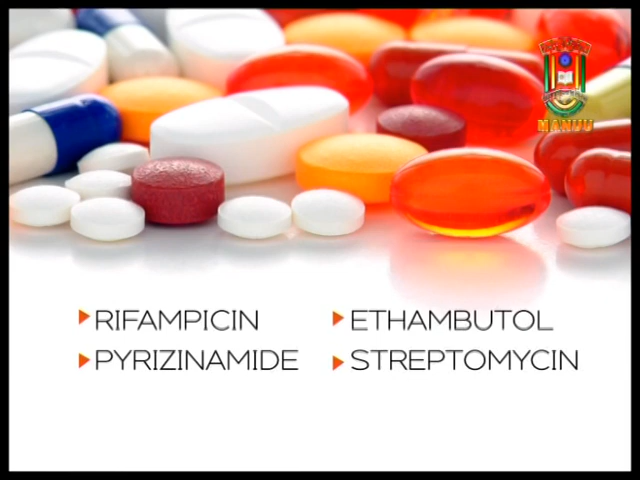 MANUU
RIFAMPICIN
ETHAMBUTOL
PYRIZINAMIDE
STREPTOMYCIN